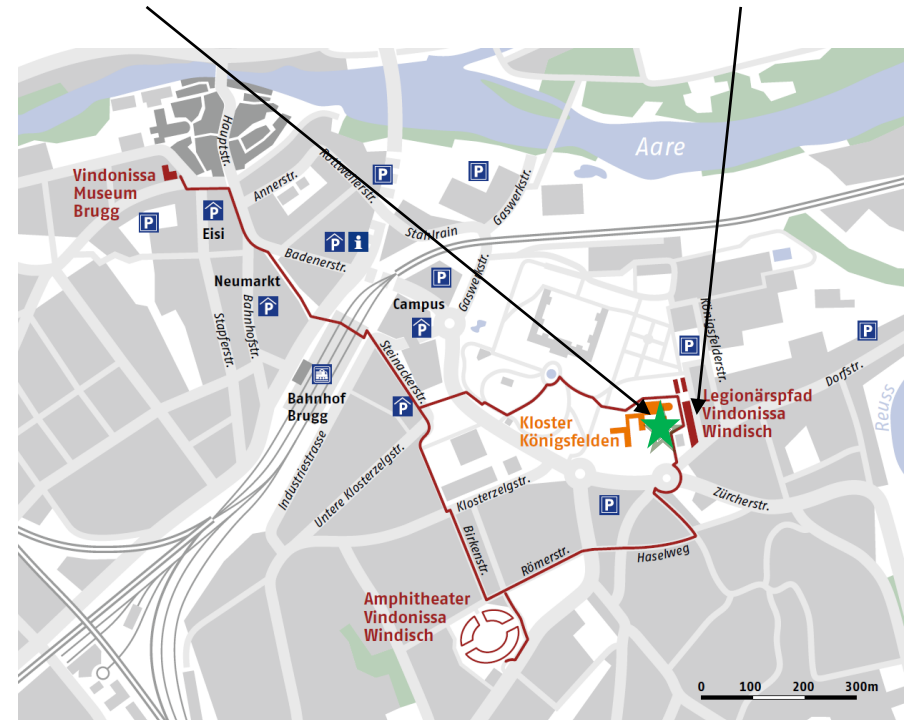 Aare
Hauptstr.
Rottweilerstr.
Annerstr.
Vindonissa
Museum
Brugg
P
P
P
P
Eisi
Gaswerkstr.
Stahlrain
P
i
Badenerstr.
P
Gaswerkstr.
Neumarkt
P
Bahnhofstr.
Stapferstr.
Campus
P
Königsfelderstr.
P
P
Dorfstr.
Reuss
Steinackerstr.
Bahnhof
Brugg
P
Legionärspfad
Vindonissa
Windisch
Kloster
Königsfelden
Industriestrasse
Untere Klosterzelgstr.
Klosterzelgstr.
P
Zürcherstr.
Birkenstr.
Römerstr.
Haselweg
Amphitheater
Vindonissa
Windisch
0 100 200 300m